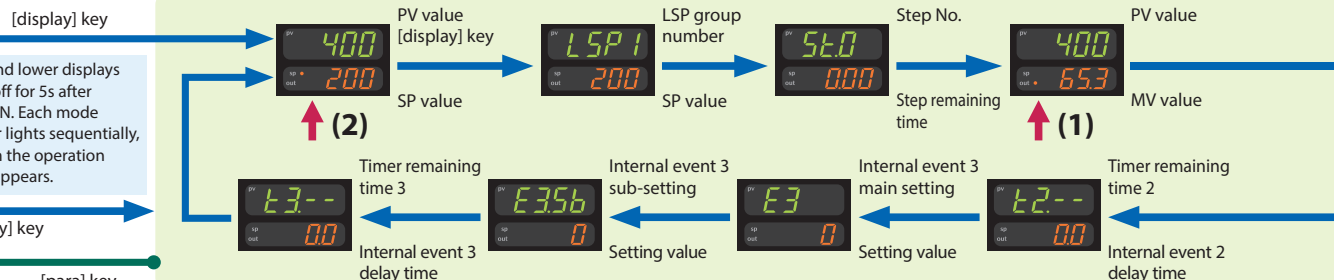 [display] key
nd lower displays
ff for 5s after
N. Each mode
r lights sequentially,
n the operation
ppears.
y] key
[para] key
PV value
[display] key
pv 400
sp out 200
SP value
(2)
LSP group
number
pv LSP 1
sp out 200
SP value
Step No.
pv St.0
sp out 0.00
Step remaining
time
PV value
pv 400
sp out 65.3
MV value
(1)
Timer remaining
time 3
pv t3.--
sp out 0.0
Internal event 3
delay time
Internal event 3
sub-setting
pv E3.Sb
sp out 0
Setting value
Internal event 3
main setting
pv E3
sp out 0
Setting value
Timer remaining
time 2
pv t2.--
sp out 0.0
Internal event 2
delay time